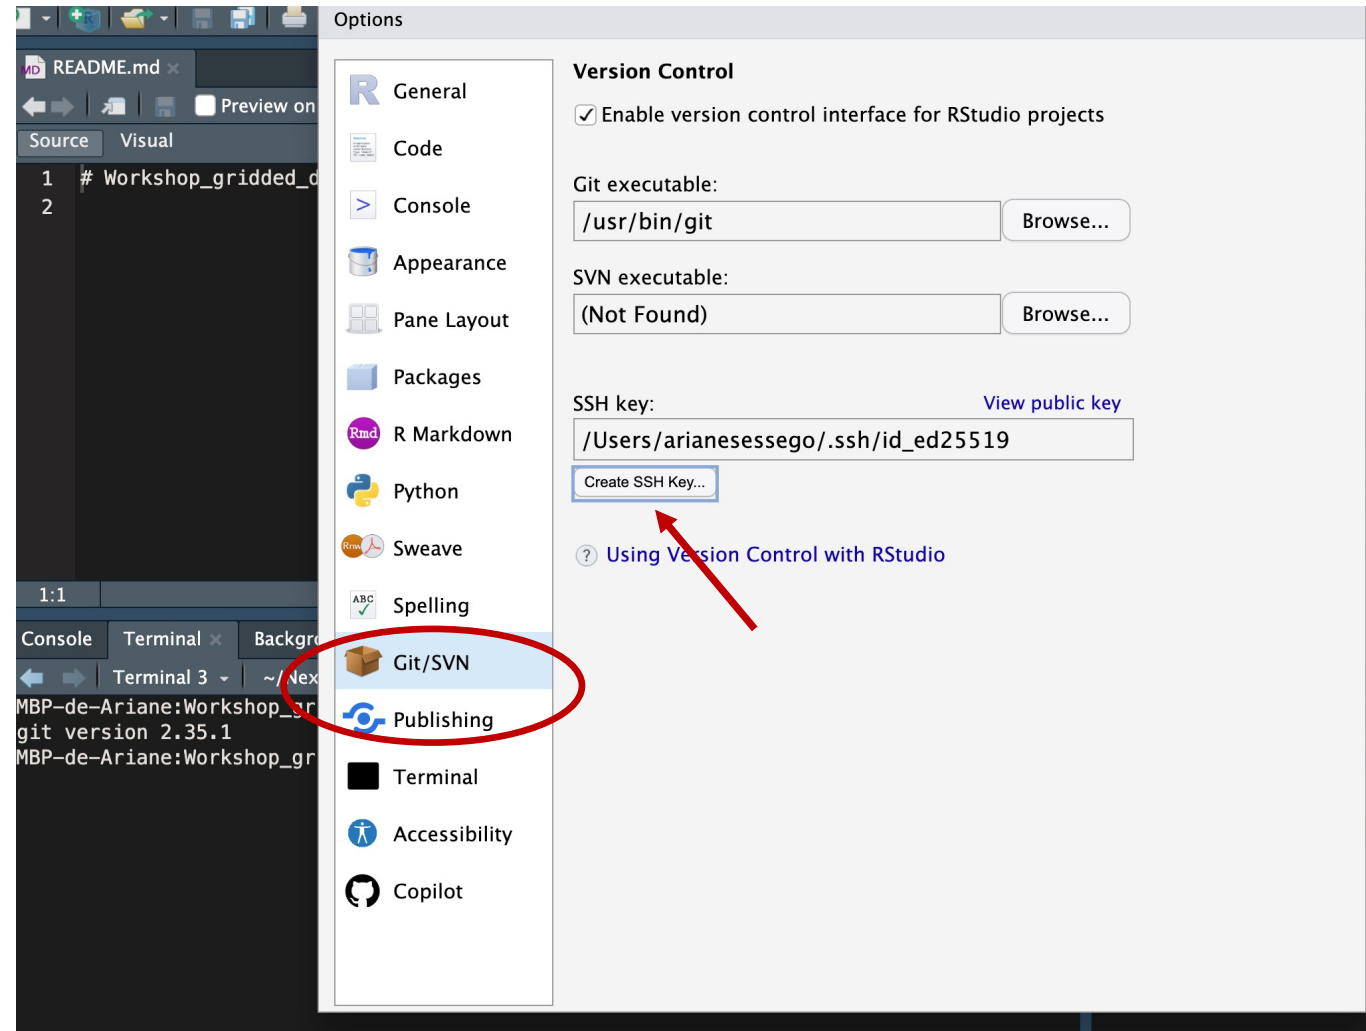 Options
README.md
Preview on
Source Visual
1 # Workshop_gridded_d
2
1:1
Console Terminal Backgr
Terminal 3 ~/Nex
MBP-de-Ariane:Workshop_gr
git version 2.35.1
MBP-de-Ariane:Workshop_gr
General
Code
Console
Appearance
Pane Layout
Packages
Rmd R Markdown
Python
Rnw Sweave
ABC Spelling
Git/SVN
Publishing
Terminal
Accessibility
Copilot
Version Control
Enable version control interface for RStudio projects
Git executable:
/usr/bin/git Browse...
SVN executable:
(Not Found) Browse...
SSH key: View public key
/Users/arianesessego/.ssh/id_ed25519
Create SSH Key...
? Using Version Control with RStudio